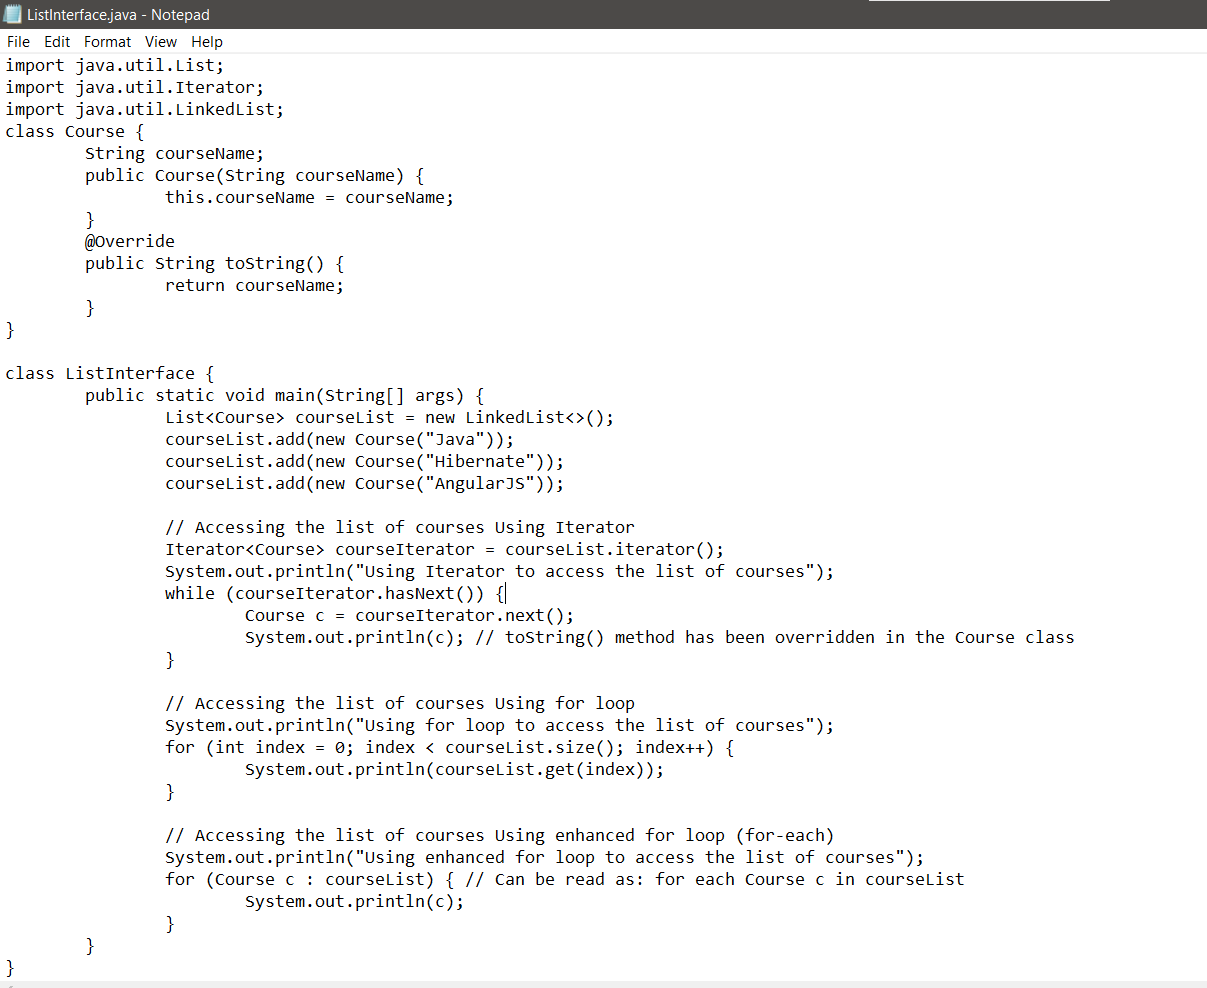 ListInterface.java - Notepad
File Edit Format View Help
import java.util.List;
import java.util.Iterator;
import java.util.LinkedList;
class Course {
        String courseName;
        public Course(String courseName) {
                this.courseName = courseName;
        }
        @Override
        public String toString() {
                return courseName;
        }
}

class ListInterface {
        public static void main(String[] args) {
                List<Course> courseList = new LinkedList<>();
                courseList.add(new Course("Java"));
                courseList.add(new Course("Hibernate"));
                courseList.add(new Course("AngularJS"));

                // Accessing the list of courses Using Iterator
                Iterator<Course> courseIterator = courseList.iterator();
                System.out.println("Using Iterator to access the list of courses");
                while (courseIterator.hasNext()) {
                        Course c = courseIterator.next();
                        System.out.println(c); // toString() method has been overridden in the Course class
                }

                // Accessing the list of courses Using for loop
                System.out.println("Using for loop to access the list of courses");
                for (int index = 0; index < courseList.size(); index++) {
                        System.out.println(courseList.get(index));
                }

                // Accessing the list of courses Using enhanced for loop (for-each)
                System.out.println("Using enhanced for loop to access the list of courses");
                for (Course c : courseList) { // Can be read as: for each Course c in courseList
                        System.out.println(c);
                }
        }
}